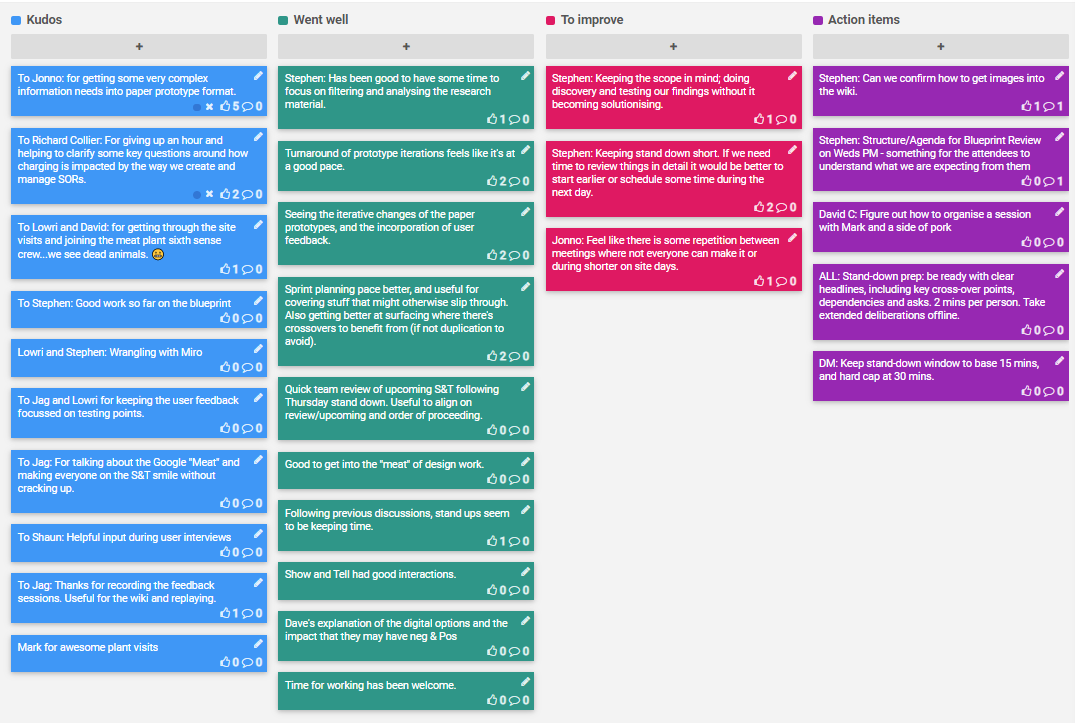 Kudos
+
To Jonno: for getting some very complex
information needs into paper prototype format.
5 0
To Richard Collier: For giving up an hour and
helping to clarify some key questions around how
charging is impacted by the way we create and
manage SORs.
2 0
To Lowri and David: for getting through the site
visits and joining the meat plant sixth sense
crew...we see dead animals.
1 0
To Stephen: Good work so far on the blueprint
0 0
Lowri and Stephen: Wrangling with Miro
0 0
To Jag and Lowri for keeping the user feedback
focussed on testing points.
0 0
To Jag: For talking about the Google "Meat" and
making everyone on the S&T smile without
cracking up.
0 0
To Shaun: Helpful input during user interviews
0 0
To Jag: Thanks for recording the feedback
sessions. Useful for the wiki and replaying.
1 0
Mark for awesome plant visits
0 0
Went well
+
Stephen: Has been good to have some time to
focus on filtering and analysing the research
material.
1 0
Turnaround of prototype iterations feels like it's at
a good pace.
2 0
Seeing the iterative changes of the paper
prototypes, and the incorporation of user
feedback.
2 0
Sprint planning pace better, and useful for
covering stuff that might otherwise slip through.
Also getting better at surfacing where there's
crossovers to benefit from (if not duplication to
avoid).
2 0
Quick team review of upcoming S&T following
Thursday stand down. Useful to align on
review/upcoming and order of proceeding.
0 0
Good to get into the "meat" of design work.
0 0
Following previous discussions, stand ups seem
to be keeping time.
1 0
Show and Tell had good interactions.
0 0
Dave's explanation of the digital options and the
impact that they may have neg & Pos
0 0
Time for working has been welcome.
0 0
To improve
+
Stephen: Keeping the scope in mind; doing
discovery and testing our findings without it
becoming solutionising.
1 0
Stephen: Keeping stand down short. If we need
time to review things in detail it would be better to
start earlier or schedule some time during the
next day.
2 0
Jonno: Feel like there is some repetition between
meetings where not everyone can make it or
during shorter on site days.
1 0
Action items
+
Stephen: Can we confirm how to get images into
the wiki.
1 1
Stephen: Structure/Agenda for Blueprint Review
on Weds PM - something for the attendees to
understand what we are expecting from them
0 1
David C: Figure out how to organise a session
with Mark and a side of pork
0 0
ALL: Stand-down prep: be ready with clear
headlines, including key cross-over points,
dependencies and asks. 2 mins per person. Take
extended deliberations offline.
0 0
DM: Keep stand-down window to base 15 mins,
and hard cap at 30 mins.
0 0